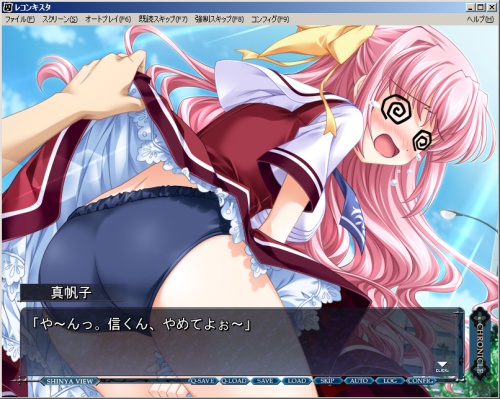 レコンキスタ
ファイル(F) スクリーン(S) オートプレイ(F6) 既読スキップ(F7) 強制スキップ(F8) コンフィグ(F9) ヘルプ(H)
真帆子
「や〜んっ。信くん、やめてよぉ〜」
CHRONICLE
CLICK
SHINYA VIEW Q-SAVE Q-LOAD SAVE LOAD SKIP AUTO LOG CONFIG